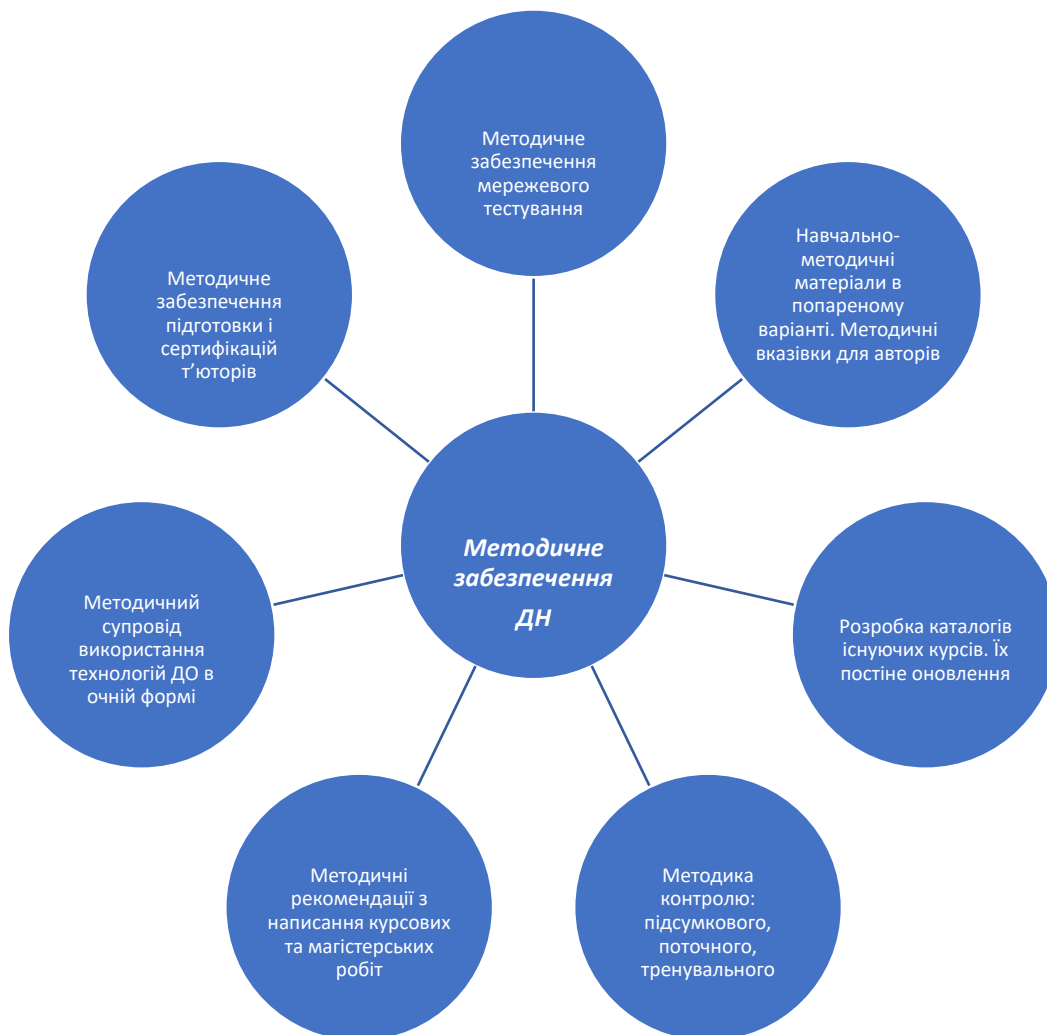 Методичне
забезпечення
мережевого
тестування
Навчально-
методичні
матеріали в
попареному
варіанті. Методичні
вказівки для авторів
Методичне
забезпечення
підготовки і
сертифікацій
т’юторів
Методичне
забезпечення
ДН
Методичний
супровід
використання
технологій ДО в
очній формі
Розробка каталогів
існуючих курсів. Їх
постіне оновлення
Методичні
рекомендації з
написання курсових
та магістерських
робіт
Методика
контролю:
підсумкового,
поточного,
тренувального